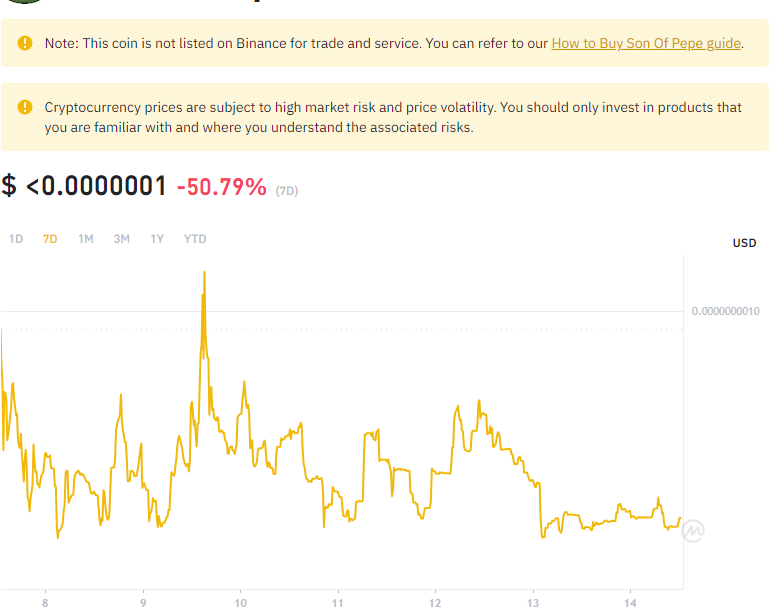 Note: This coin is not listed on Binance for trade and service. You can refer to our How to Buy Son Of Pepe guide.
Cryptocurrency prices are subject to high market risk and price volatility. You should only invest in products that
you are familiar with and where you understand the associated risks.
$ <0.0000001 -50.79% (7D)
1D 7D 1M 3M 1Y YTD
USD
0.0000000010
8 9 10 11 12 13 14